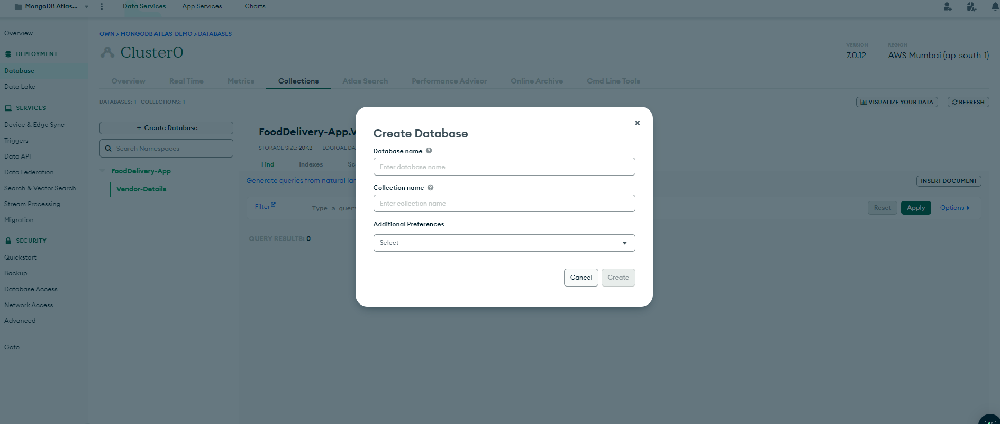 MongoDB Atlas...
Data Services
App Services
Charts
Overview
DEPLOYMENT
Database
Data Lake
SERVICES
Device & Edge Sync
Triggers
Data API
Data Federation
Search & Vector Search
Stream Processing
Migration
SECURITY
Quickstart
Backup
Database Access
Network Access
Advanced
Goto
OWN > MONGODB ATLAS-DEMO > DATABASES
Cluster0
VERSION
7.0.12
REGION
AWS Mumbai (ap-south-1)
Overview
Real Time
Metrics
Collections
Atlas Search
Performance Advisor
Online Archive
Cmd Line Tools
DATABASES: 1 COLLECTIONS: 1
VISUALIZE YOUR DATA
REFRESH
+ Create Database
Search Namespaces
FoodDelivery-App
Vendor-Details
FoodDelivery-App.V
STORAGE SIZE: 20KB LOGICAL DA
Find
Indexes
Sc
Generate queries from natural lan
INSERT DOCUMENT
Filter
Type a query
Reset
Apply
Options
QUERY RESULTS: 0
Create Database
Database name
Enter database name
Collection name
Enter collection name
Additional Preferences
Select
Cancel
Create